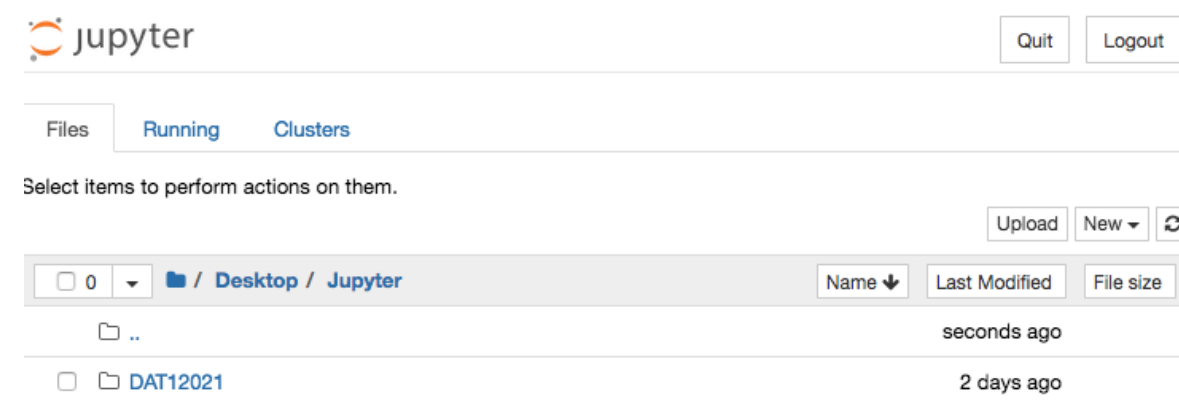 jupyter
Quit Logout
Files Running Clusters
Select items to perform actions on them.
Upload New
0 / Desktop / Jupyter Name Last Modified File size
.. seconds ago
DAT12021 2 days ago